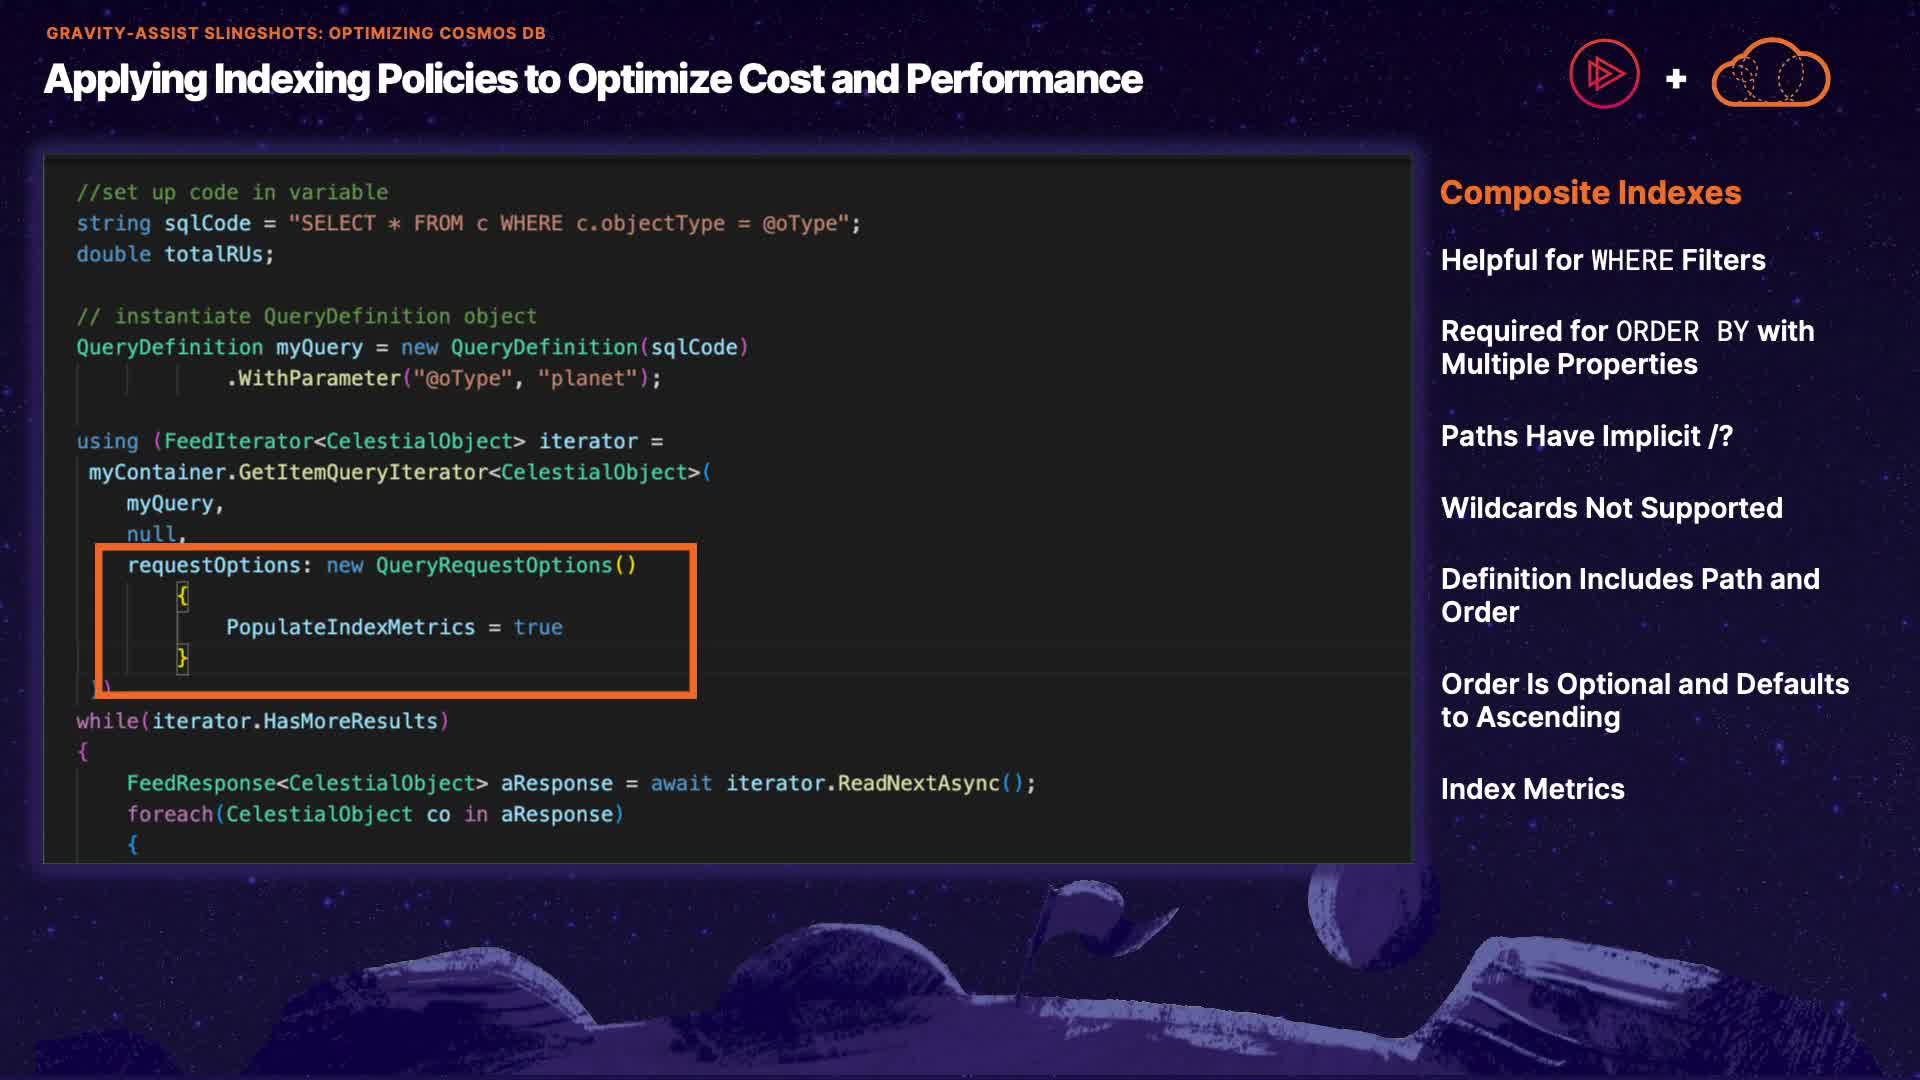 GRAVITY-ASSIST SLINGSHOTS: OPTIMIZING COSMOS DB
Applying Indexing Policies to Optimize Cost and Performance
+
//set up code in variable
string sqlCode = "SELECT * FROM c WHERE c.objectType = @oType";
double totalRUs;
// instantiate QueryDefinition object
QueryDefinition myQuery = new QueryDefinition(sqlCode)
.WithParameter("@oType", "planet");
using (FeedIterator<CelestialObject> iterator =
myContainer.GetItemQueryIterator<CelestialObject>(
myQuery,
null,
requestOptions: new QueryRequestOptions()
{
PopulateIndexMetrics = true
}
))
while(iterator.HasMoreResults)
{
FeedResponse<CelestialObject> aResponse = await iterator.ReadNextAsync();
foreach(CelestialObject co in aResponse)
{
Composite Indexes
Helpful for WHERE Filters
Required for ORDER BY with
Multiple Properties
Paths Have Implicit /?
Wildcards Not Supported
Definition Includes Path and
Order
Order Is Optional and Defaults
to Ascending
Index Metrics